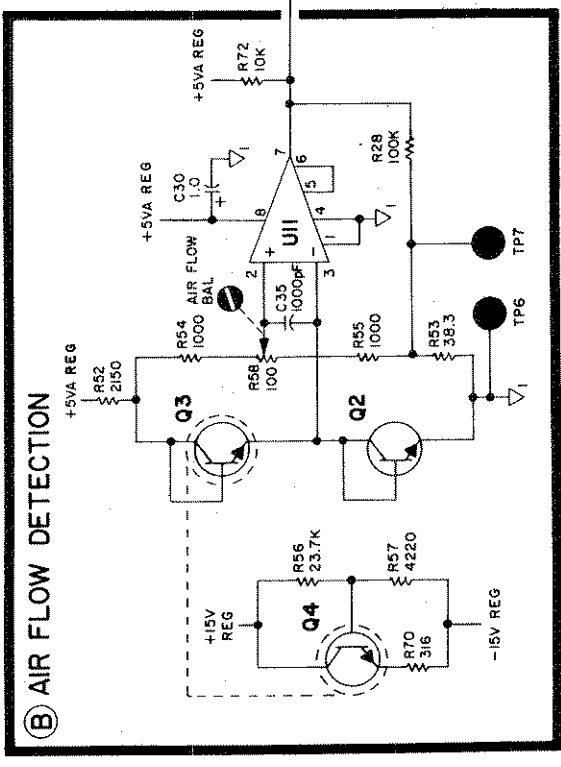 B AIR FLOW DETECTION
+5VA REG
R52
2150
Q3
R54
1000
R58
100
AIR FLOW
BAL
C35
1000pF
R55
1000
R53
38.3
Q2
TP6
TP7
+5VA REG
C30
1.0
+
2
+
3
−
8
U11
1
4
5
6
7
+5VA REG
R72
10K
R28
100K
+15V
REG
Q4
R56
23.7K
R57
4220
R70
316
-15V REG
1
1
1